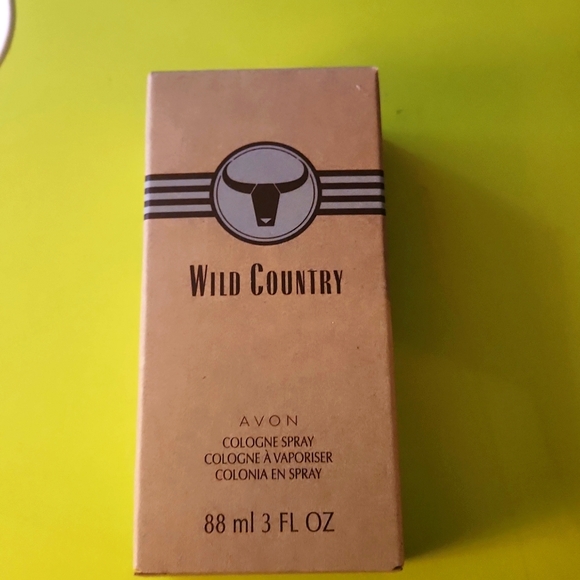 WILD COUNTRY
AVON
COLOGNE SPRAY
COLOGNE À VAPORISER
COLONIA EN SPRAY
88 ml 3 FL OZ